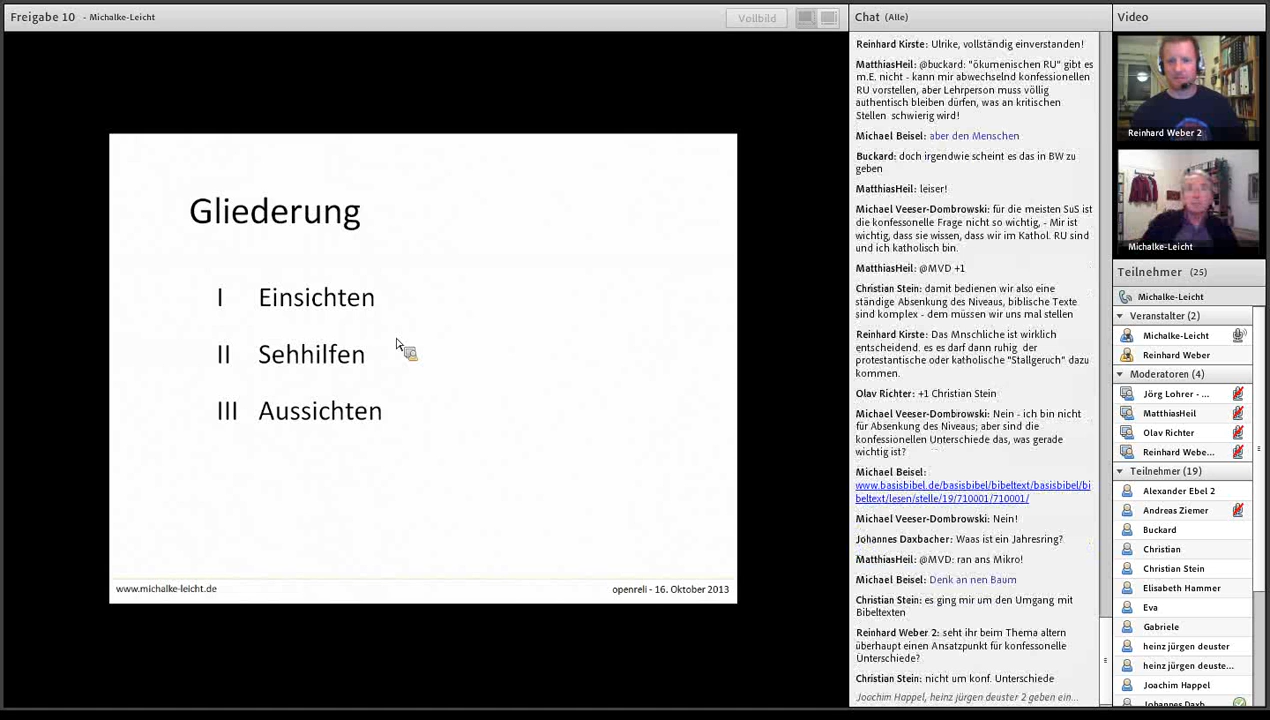 Freigabe 10 - Michalke-Leicht
Vollbild
Gliederung
I Einsichten
II Sehhilfen
III Aussichten
www.michalke-leicht.de
openreli - 16. Oktober 2013
Chat (Alle)
Reinhard Kirste: Ulrike, vollständig einverstanden!
MatthiasHeil: @buckard: "ökumenischen RU" gibt es
m.E. nicht - kann mir abwechselnd konfessionellen
RU vorstellen, aber Lehrperson muss völlig
authentisch bleiben dürfen, was an kritischen
Stellen schwierig wird!
Michael Beisel: aber den Menschen
Buckard: doch irgendwie scheint es das in BW zu
geben
MatthiasHeil: leiser!
Michael Veeser-Dombrowski: für die meisten SuS ist
die konfesonelle Frage nicht so wichtig, - Mir ist
wichtig, dass sie wissen, dass wir im Kathol. RU sind
und ich katholisch bin.
MatthiasHeil: @MVD +1
Christian Stein: damit bedienen wir also eine
ständige Absenkung des Niveaus, biblische Texte
sind komplex - dem müssen wir uns mal stellen
Reinhard Kirste: Das Mnschliche ist wirklich
entscheidend. es es darf dann ruhig der
protestantische oder katholische "Stallgeruch" dazu
kommen.
Olav Richter: +1 Christian Stein
Michael Veeser-Dombrowski: Nein - ich bin nicht
für Absenkung des Niveaus; aber sind die
konfessionellen Unterschiede das, was gerade
wichtig ist?
Michael Beisel:
www.basisbibel.de/basisbibel/bibeltext/basisbibel/bi
beltext/lesen/stelle/19/710001/710001/
Michael Veeser-Dombrowski: Nein!
Johannes Daxbacher: Waas ist ein Jahresring?
MatthiasHeil: @MVD: ran ans Mikro!
Michael Beisel: Denk an nen Baum
Christian Stein: es ging mir um den Umgang mit
Bibeltexten
Reinhard Weber 2: seht ihr beim Thema altern
überhaupt einen Ansatzpunkt für konfessonelle
Unterschiede?
Christian Stein: nicht um konf. Unterschiede
Joachim Happel, heinz jürgen deuster 2 geben ein...
Video
Reinhard Weber 2
Michalke-Leicht
Teilnehmer (25)
Michalke-Leicht
Veranstalter (2)
Michalke-Leicht
Reinhard Weber
Moderatoren (4)
Jörg Lohrer - ...
MatthiasHeil
Olav Richter
Reinhard Webe...
Teilnehmer (19)
Alexander Ebel 2
Andreas Ziemer
Buckard
Christian
Christian Stein
Elisabeth Hammer
Eva
Gabriele
heinz jürgen deuster
heinz jürgen deuste...
Joachim Happel
Johannes Daxb...